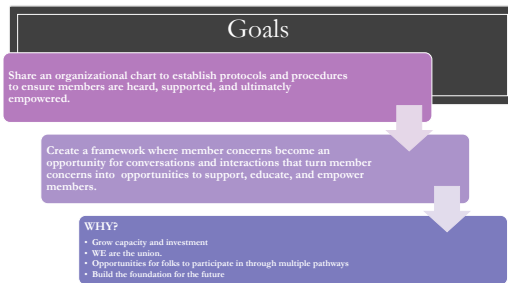 Goals
Share an organizational chart to establish protocols and procedures
to ensure members are heard, supported, and ultimately
empowered.
Create a framework where member concerns become an
opportunity for conversations and interactions that turn member
concerns into opportunities to support, educate, and empower
members.
WHY?
• Grow capacity and investment
• WE are the union.
• Opportunities for folks to participate in through multiple pathways
• Build the foundation for the future